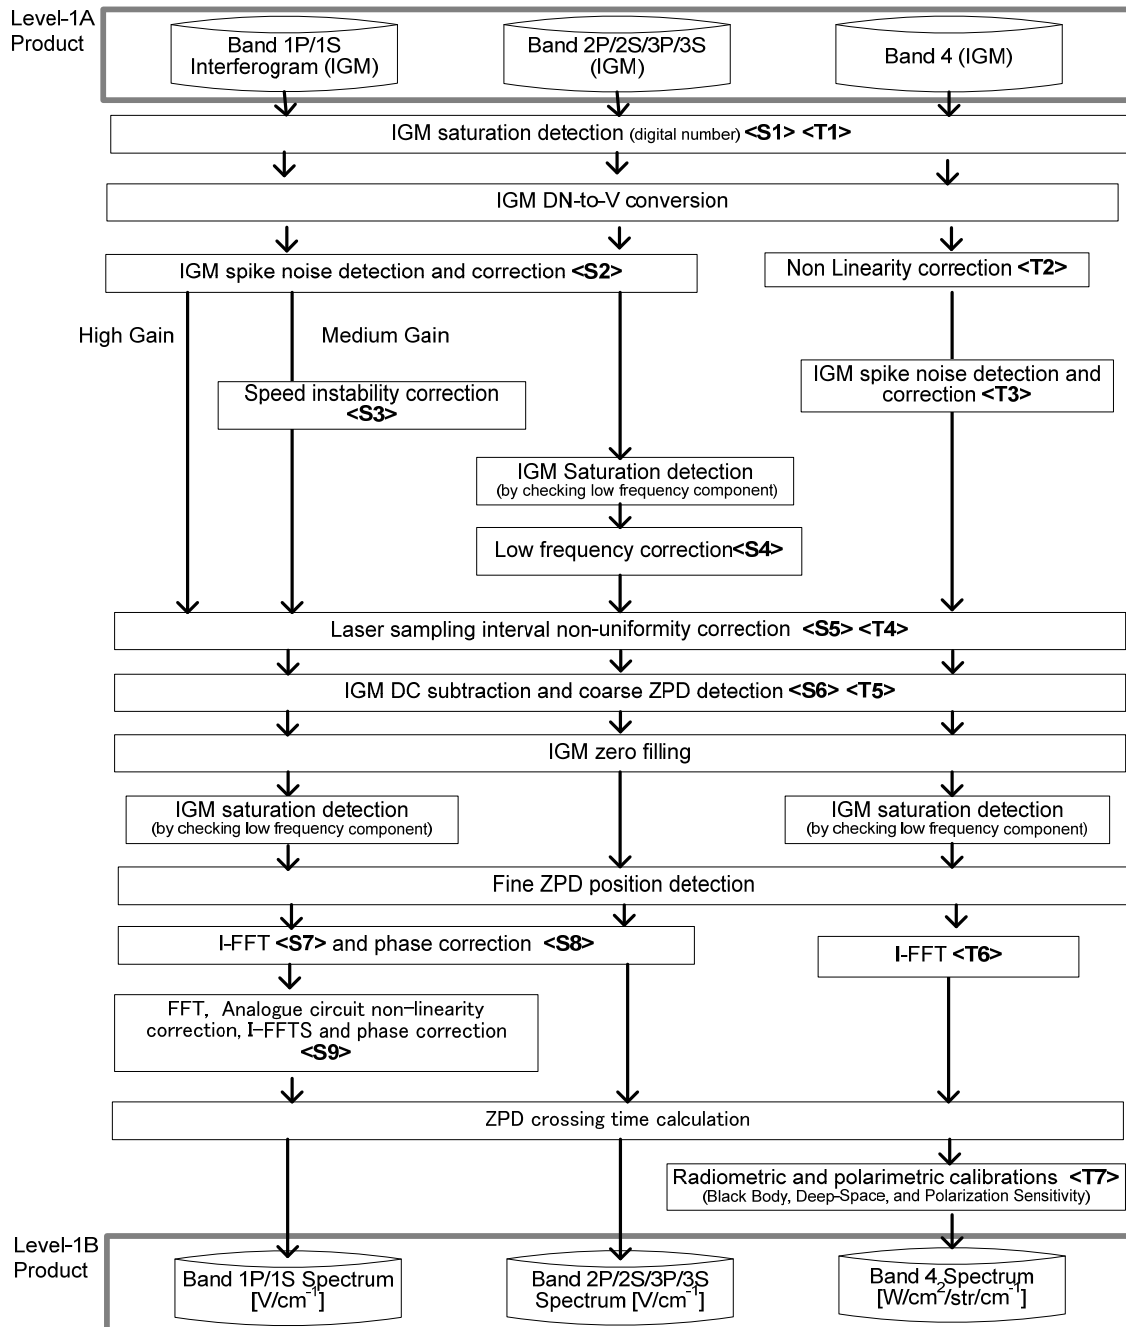 Level-1A
Product
Band 1P/1S
Interferogram (IGM)
Band 2P/2S/3P/3S
(IGM)
Band 4 (IGM)
IGM saturation detection (digital number) <S1> <T1>
IGM DN-to-V conversion
IGM spike noise detection and correction <S2>
Non Linearity correction <T2>
High Gain
Medium Gain
Speed instability correction
<S3>
IGM spike noise detection and
correction <T3>
IGM Saturation detection
(by checking low frequency component)
Low frequency correction<S4>
Laser sampling interval non-uniformity correction <S5> <T4>
IGM DC subtraction and coarse ZPD detection <S6> <T5>
IGM zero filling
IGM saturation detection
(by checking low frequency component)
IGM saturation detection
(by checking low frequency component)
Fine ZPD position detection
I-FFT <S7> and phase correction <S8>
I-FFT <T6>
FFT, Analogue circuit non-linearity
correction, I-FFTS and phase correction
<S9>
ZPD crossing time calculation
Radiometric and polarimetric calibrations <T7>
(Black Body, Deep-Space, and Polarization Sensitivity)
Level-1B
Product
Band 1P/1S Spectrum
[V/cm⁻¹]
Band 2P/2S/3P/3S
Spectrum [V/cm⁻¹]
Band 4 Spectrum
[W/cm²/str/cm⁻¹]